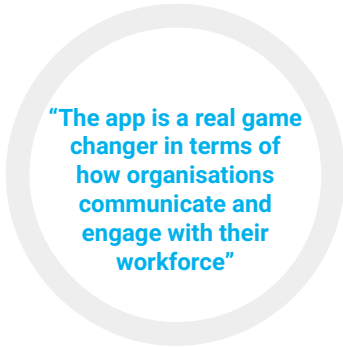 “The app is a real game
changer in terms of
how organisations
communicate and
engage with their
workforce”